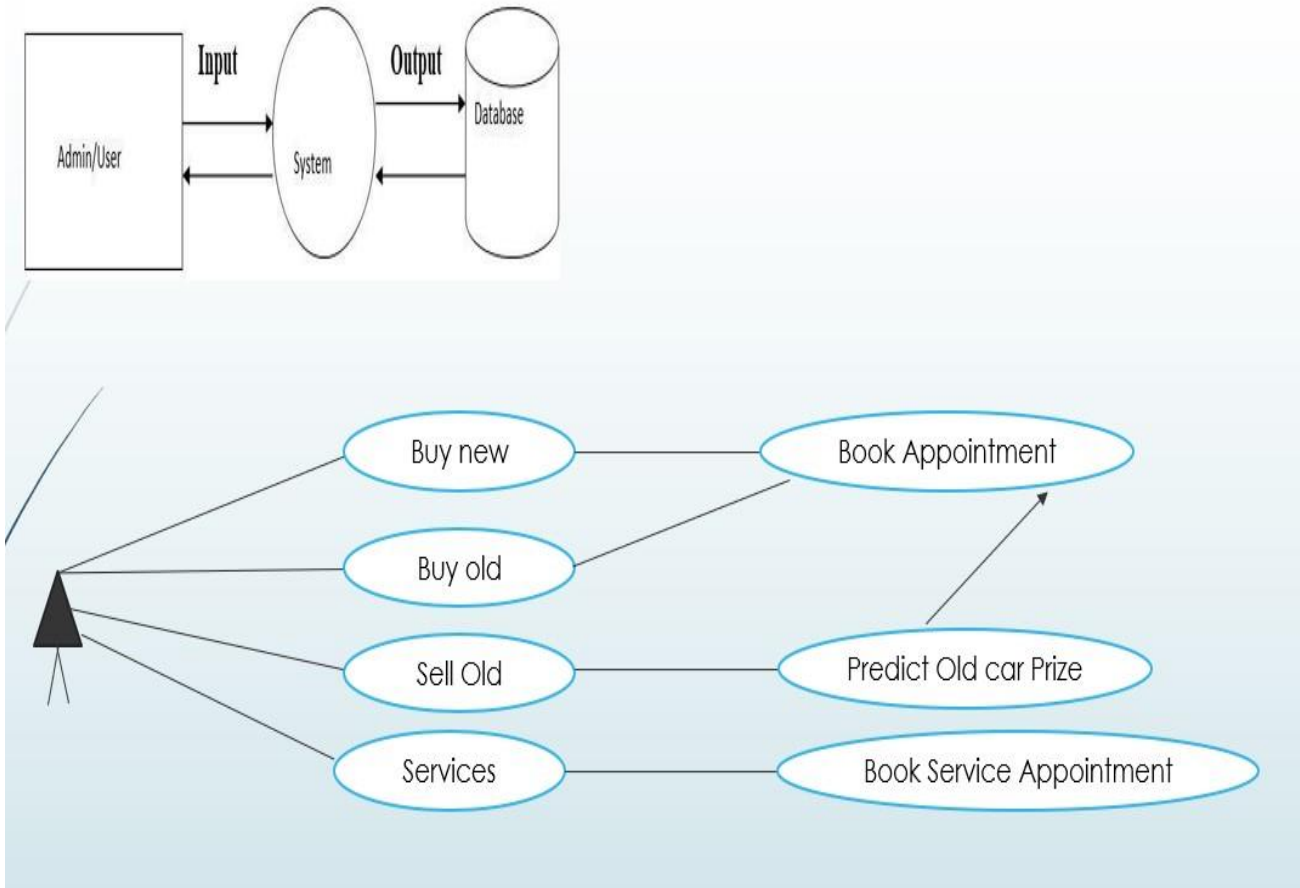 Input
Output
Admin/User
System
Database
Buy new
Book Appointment
Buy old
Sell Old
Predict Old car Prize
Services
Book Service Appointment